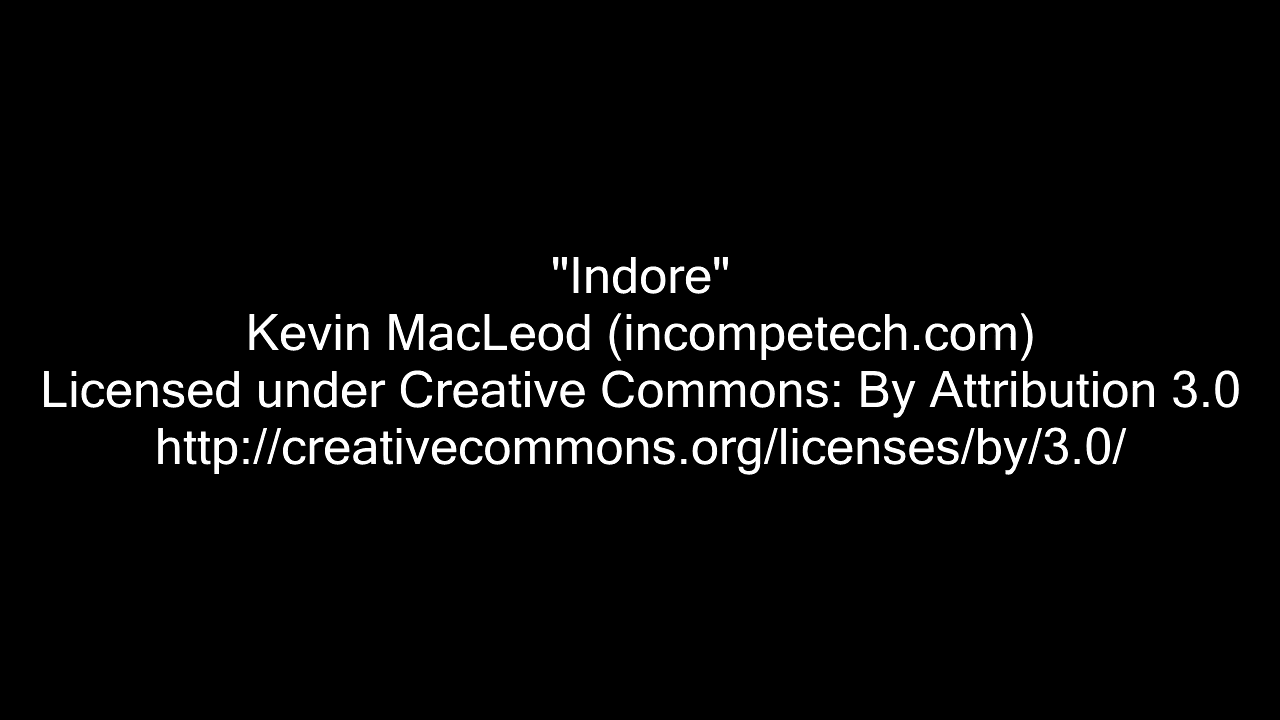 "Indore"
Kevin MacLeod (incompetech.com)
Licensed under Creative Commons: By Attribution 3.0
http://creativecommons.org/licenses/by/3.0/